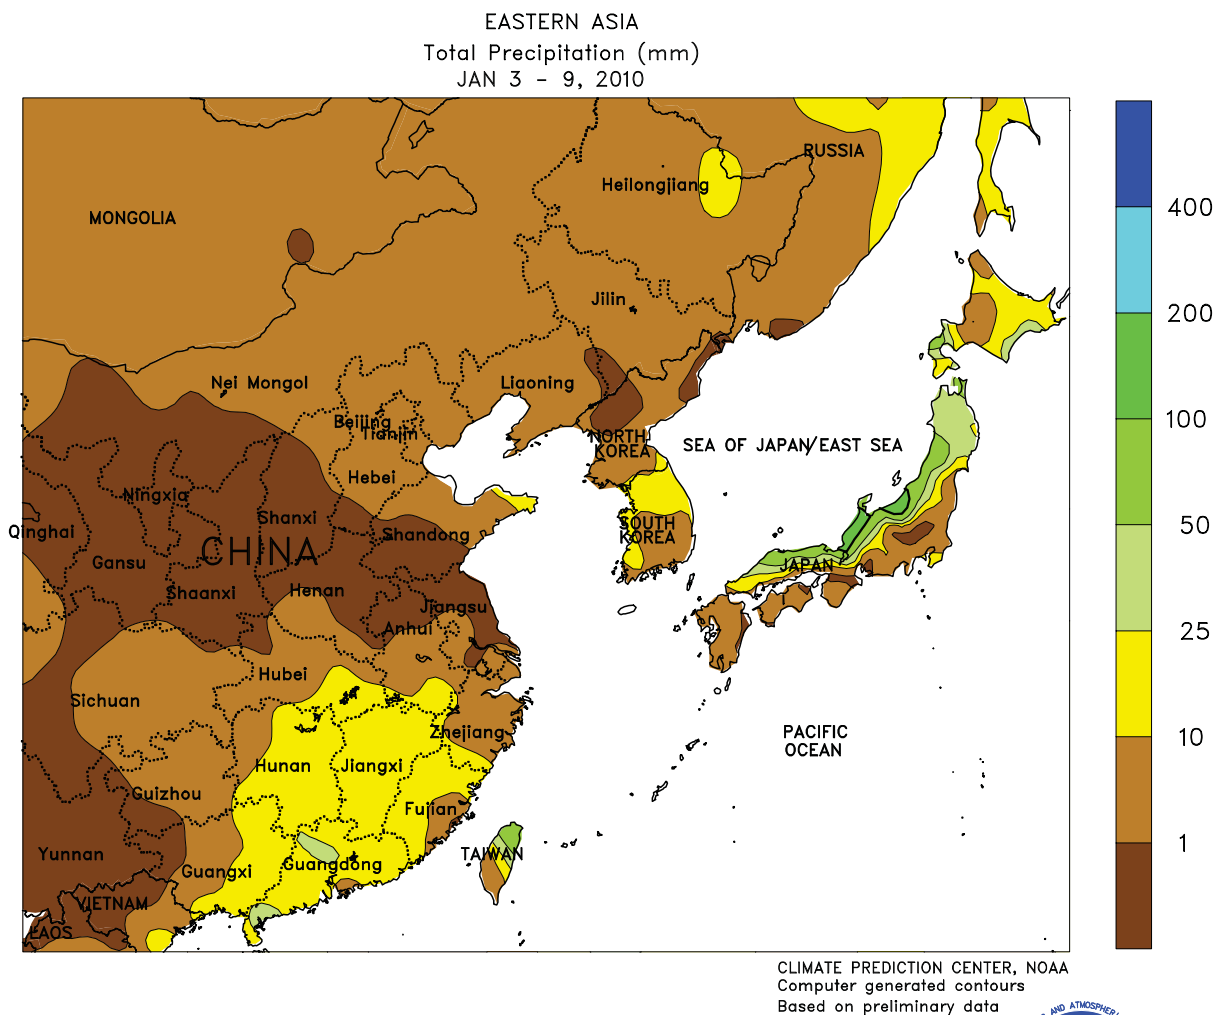 EASTERN ASIA
Total Precipitation (mm)
JAN 3 - 9, 2010
RUSSIA
Heilongjiang
MONGOLIA
400
Jilin
200
Nei Mongol
Liaoning
100
Beijing
Tianjin
NORTH
KOREA
SEA OF JAPAN/EAST SEA
Hebei
Ningxia
Shanxi
SOUTH
KOREA
50
Qinghai
Shandong
CHINA
Gansu
JAPAN
Shaanxi
Henan
Jiangsu
Anhui
25
Hubei
Sichuan
Zhejiang
PACIFIC
OCEAN
10
Hunan
Jiangxi
Guizhou
Fujian
1
Yunnan
Guangxi
Guangdong
TAIWAN
VIETNAM
LAOS
CLIMATE PREDICTION CENTER, NOAA
Computer generated contours
Based on preliminary data
AND ATMOSPHER